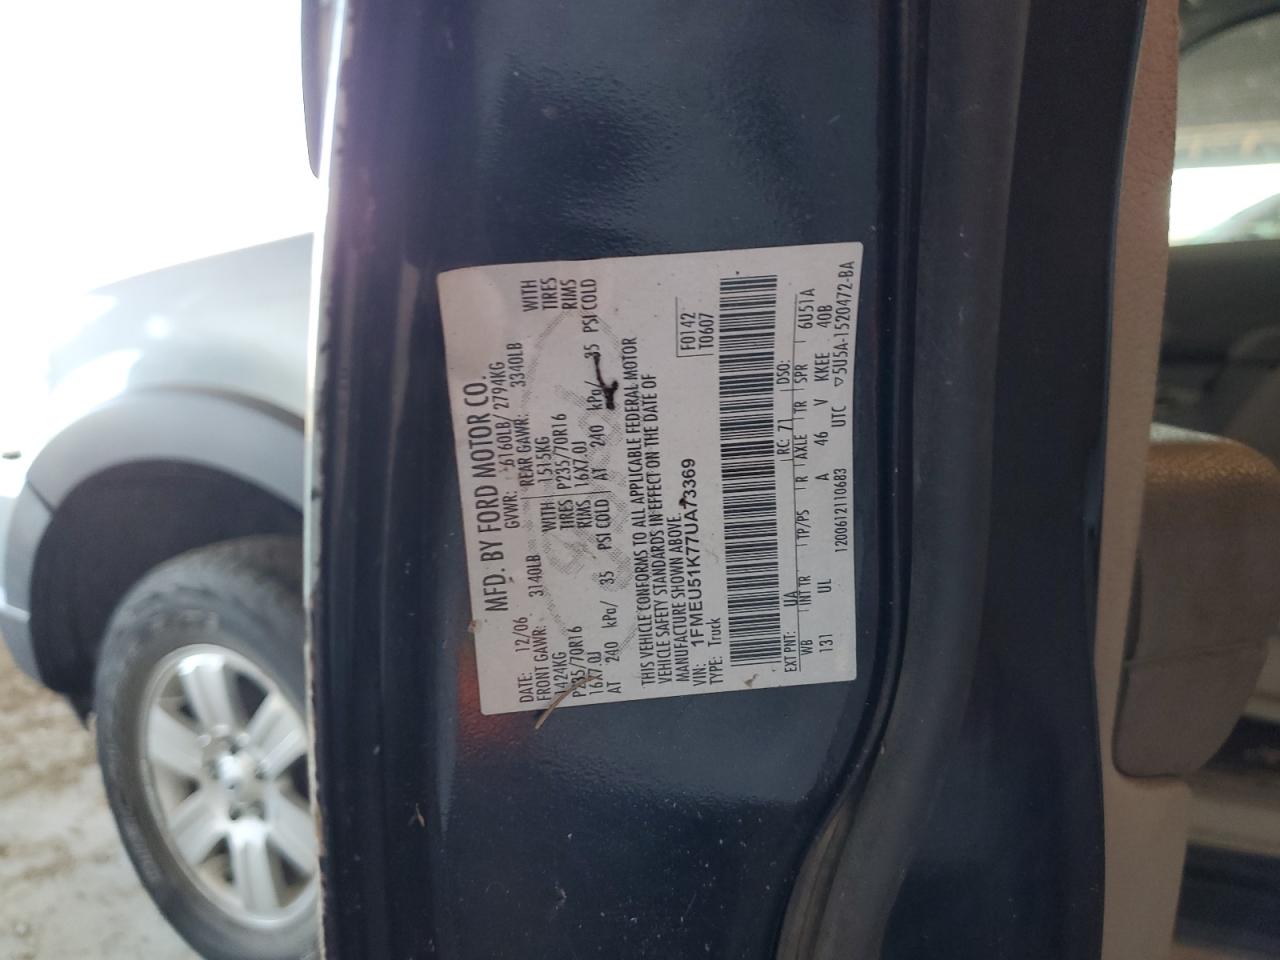 MFD. BY FORD MOTOR CO.
DATE: 12/06 GVWR: 6160LB/ 2794KG
FRONT GAWR: 3140LB REAR GAWR: 3340LB
1424KG WITH 1515KG WITH
P235/70R16 TIRES P235/70R16 TIRES
16X7.0J RIMS 16X7.0J RIMS
AT 240 kPa/ 35 PSI COLD AT 240 kPa/ 35 PSI COLD
THIS VEHICLE CONFORMS TO ALL APPLICABLE FEDERAL MOTOR
VEHICLE SAFETY STANDARDS IN EFFECT ON THE DATE OF
MANUFACTURE SHOWN ABOVE.
VIN: 1FMEU51K77UA73369
TYPE: Truck
F0142
T0607
EXT PNT: UA RC: 71 DSO:
WB INT TR TP/PS R AXLE TR SPR 6U51A
131 UL A 46 V KKEE 40B
1200612110683 UTC ▽5U5A-1520472-BA